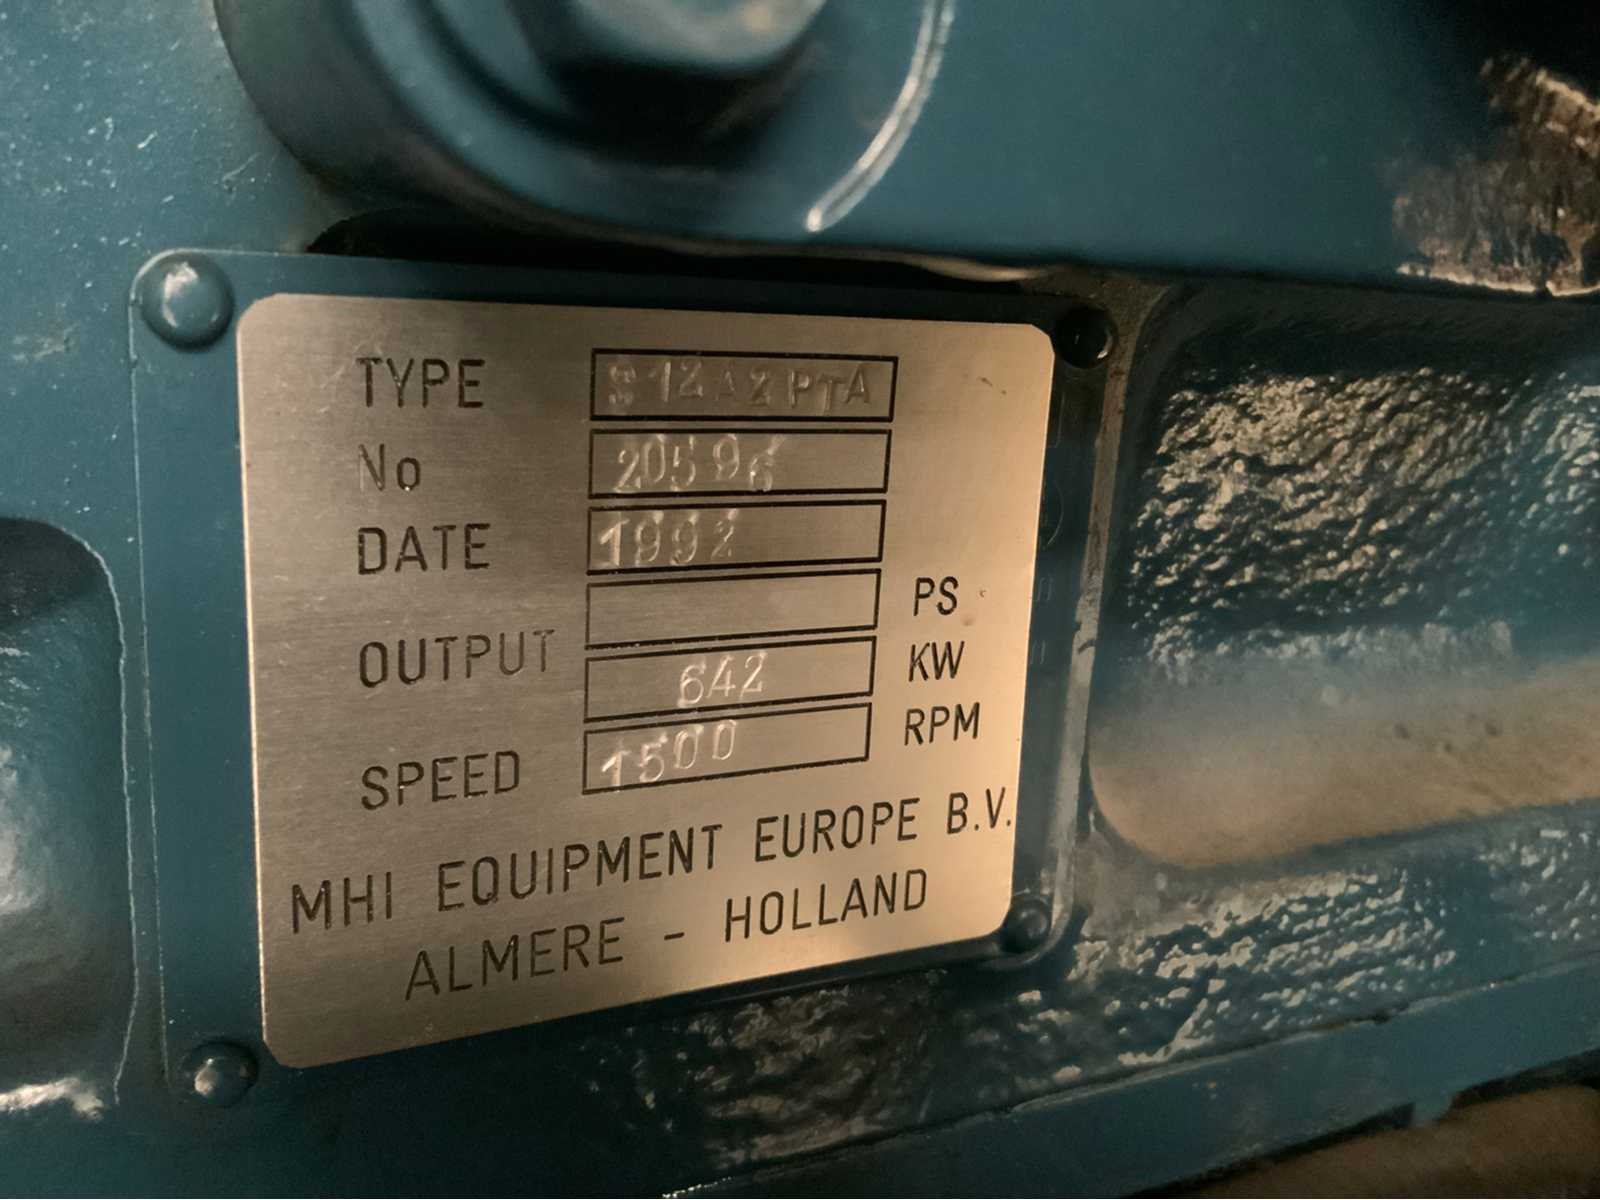 TYPE S12A2PTA
No 20596
DATE 1992
PS
OUTPUT 642 KW
SPEED 1500 RPM
MHI EQUIPMENT EUROPE B.V.
ALMERE - HOLLAND